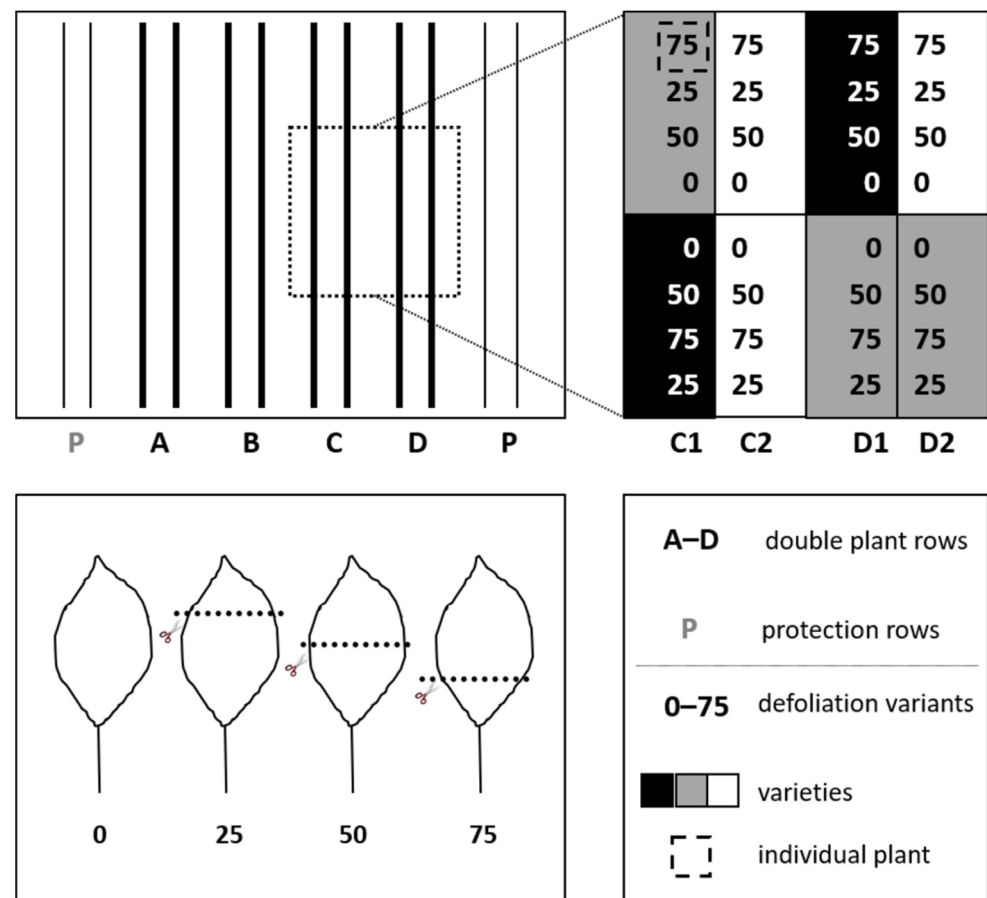 75 75 75 75
25 25 25 25
50 50 50 50
0 0 0 0
0 0 0 0
50 50 50 50
75 75 75 75
25 25 25 25
P A B C D P
C1 C2 D1 D2
0 25 50 75
A–D double plant rows
P protection rows
0–75 defoliation variants
varieties
individual plant